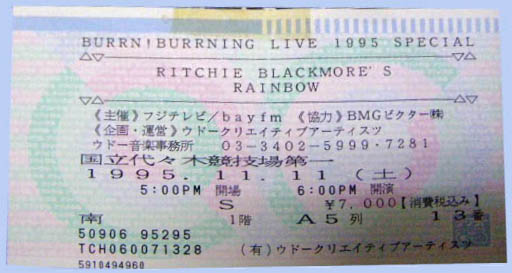 BURRN!BURRNING LIVE 1995 SPECIAL
RITCHIE BLACKMORE'S
RAINBOW
《主催》フジテレビ/bayfm 《協力》BMGビクター㈱
《企画・運営》ウドークリエイティブアーティスツ
ウドー音楽事務所 03-3402-5999・7281
国立代々木競技場第一
1995.11.11(土)
5:00PM 開場 6:00PM 開演
S ¥7,000【消費税込み】
南 1階 A5列 13番
50906 95295
TCH060071328 (有)ウドークリエイティブアーティスツ
5910494960